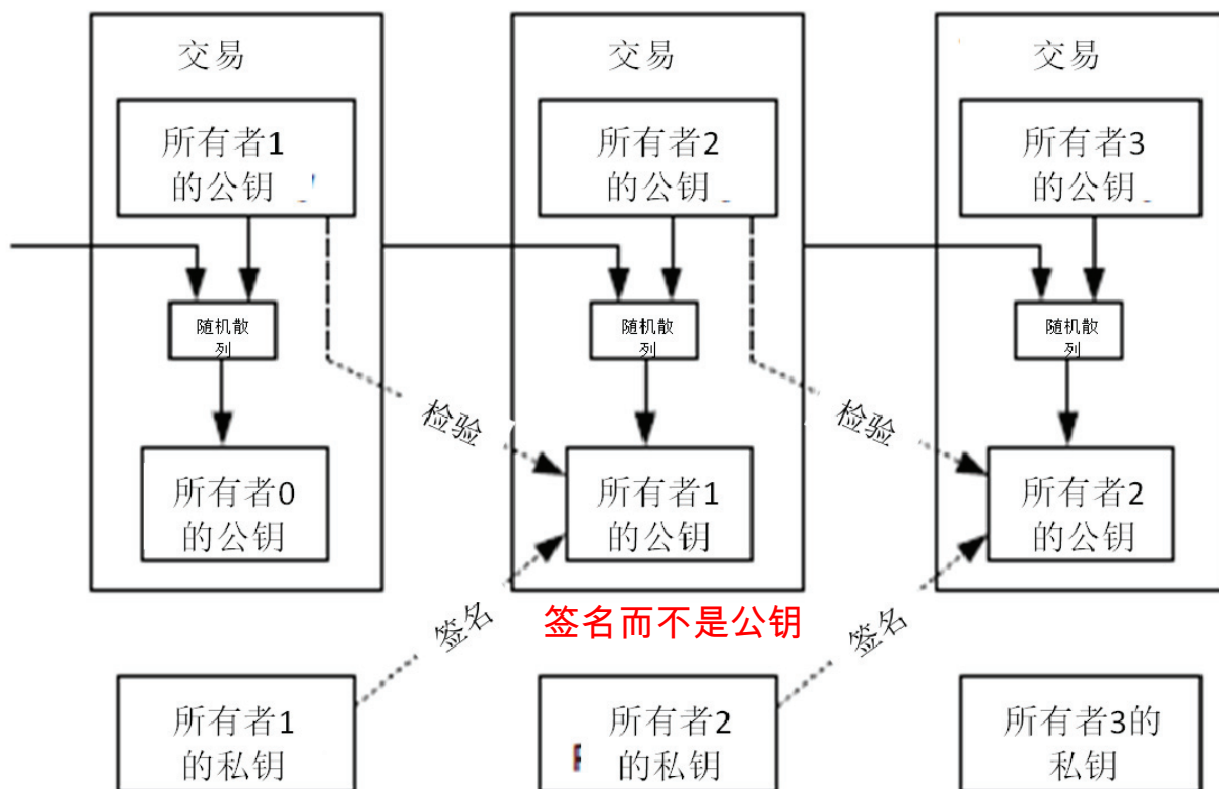 交易
交易
交易
所有者1
的公钥
所有者2
的公钥
所有者3
的公钥
随机散
列
随机散
列
随机散
列
检验
检验
所有者0
的公钥
所有者1
的公钥
所有者2
的公钥
签名
签名而不是公钥
签名
所有者1
的私钥
所有者2
的私钥
所有者3的
私钥